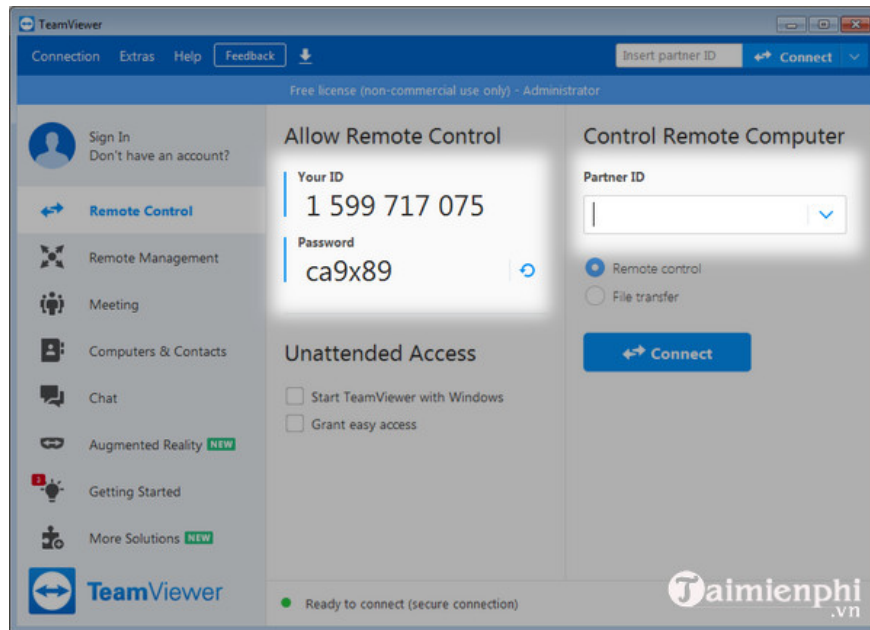 TeamViewer
Connection Extras Help Feedback
Insert partner ID Connect
Free license (non-commercial use only) - Administrator
Sign In
Don't have an account?
Remote Control
Remote Management
Meeting
Computers & Contacts
Chat
Augmented Reality NEW
3
Getting Started
More Solutions NEW
TeamViewer
Allow Remote Control
Your ID
1 599 717 075
Password
ca9x89
Unattended Access
Start TeamViewer with Windows
Grant easy access
Ready to connect (secure connection)
Control Remote Computer
Partner ID
Remote control
File transfer
Connect
Taimienphi
.vn